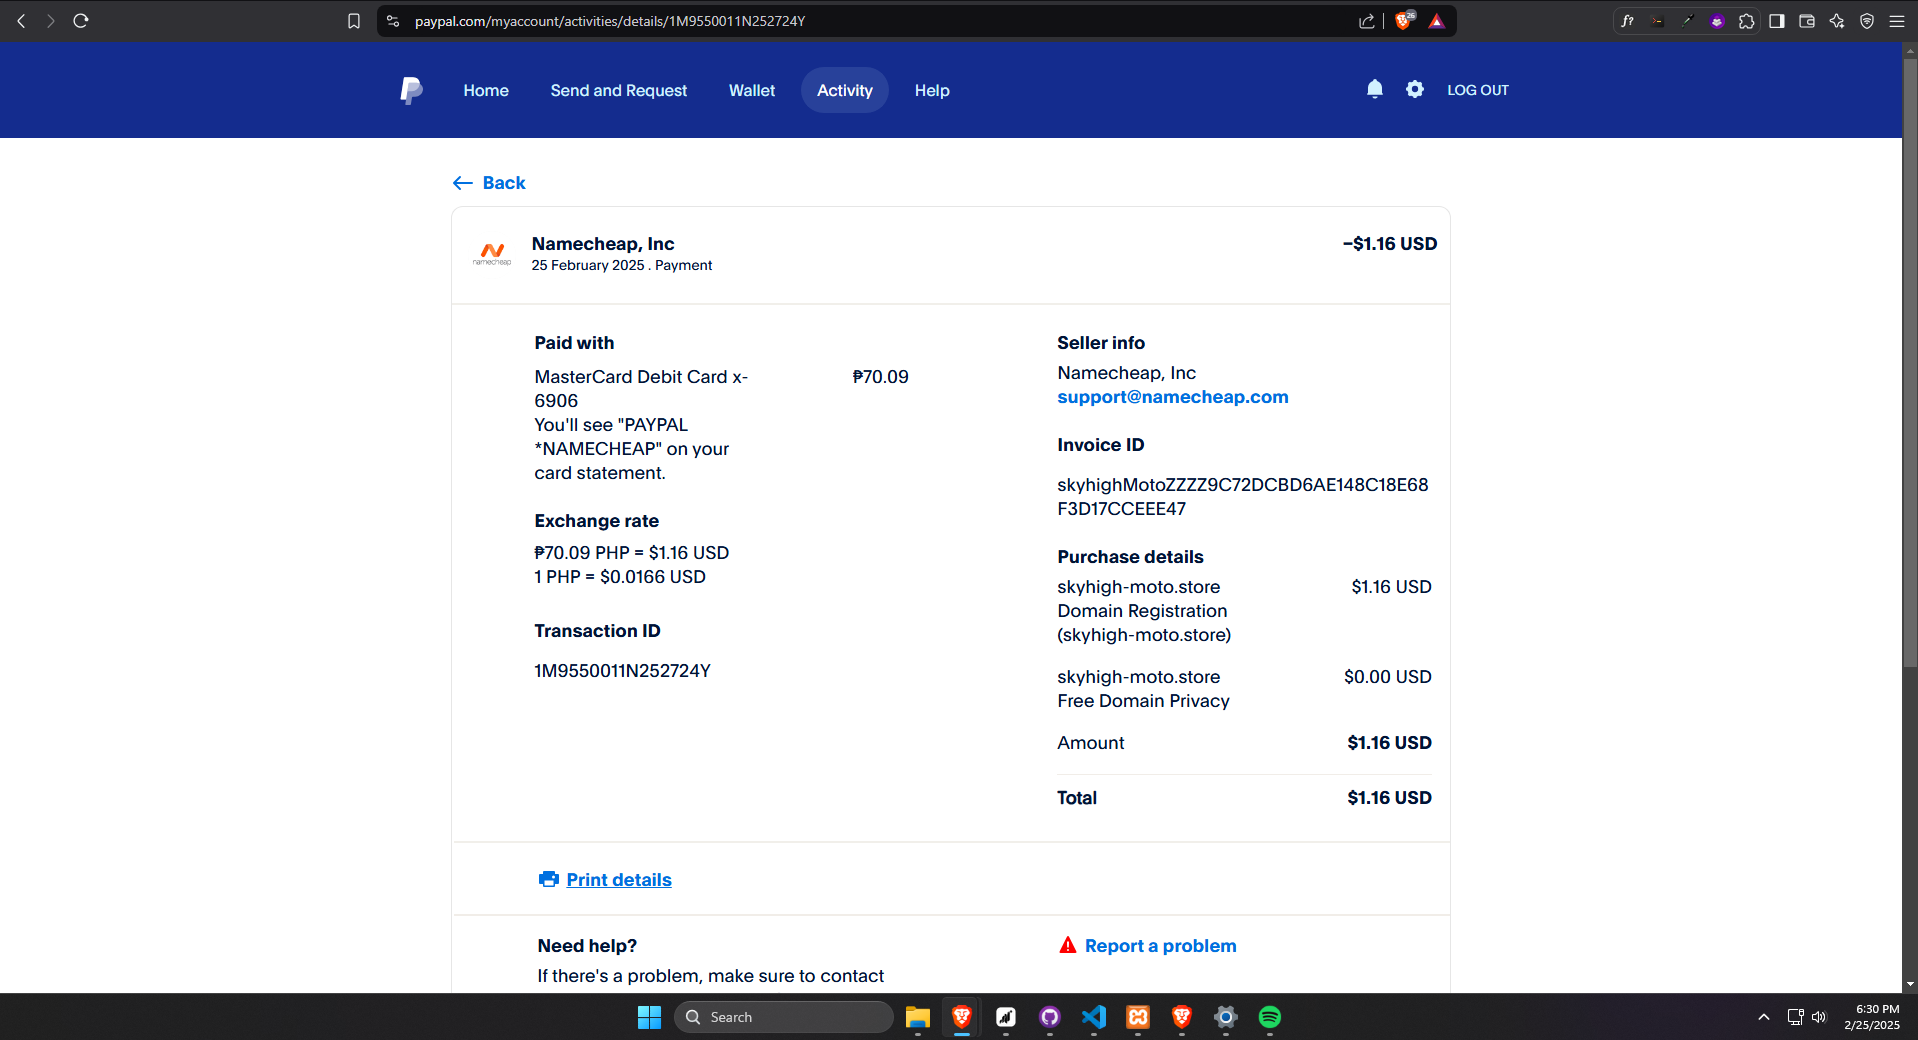 paypal.com/myaccount/activities/details/1M9550011N252724Y
26
f?
Home
Send and Request
Wallet
Activity
Help
LOG OUT
Back
namecheap
Namecheap, Inc
−$1.16 USD
25 February 2025 . Payment
Paid with
MasterCard Debit Card x-
6906
₱70.09
You'll see "PAYPAL
*NAMECHEAP" on your
card statement.
Exchange rate
₱70.09 PHP = $1.16 USD
1 PHP = $0.0166 USD
Transaction ID
1M9550011N252724Y
Seller info
Namecheap, Inc
support@namecheap.com
Invoice ID
skyhighMotoZZZZ9C72DCBD6AE148C18E68
F3D17CCEEE47
Purchase details
skyhigh-moto.store
$1.16 USD
Domain Registration
(skyhigh-moto.store)
skyhigh-moto.store
$0.00 USD
Free Domain Privacy
Amount
$1.16 USD
Total
$1.16 USD
Print details
Need help?
If there's a problem, make sure to contact
Report a problem
Search
6:30 PM
2/25/2025